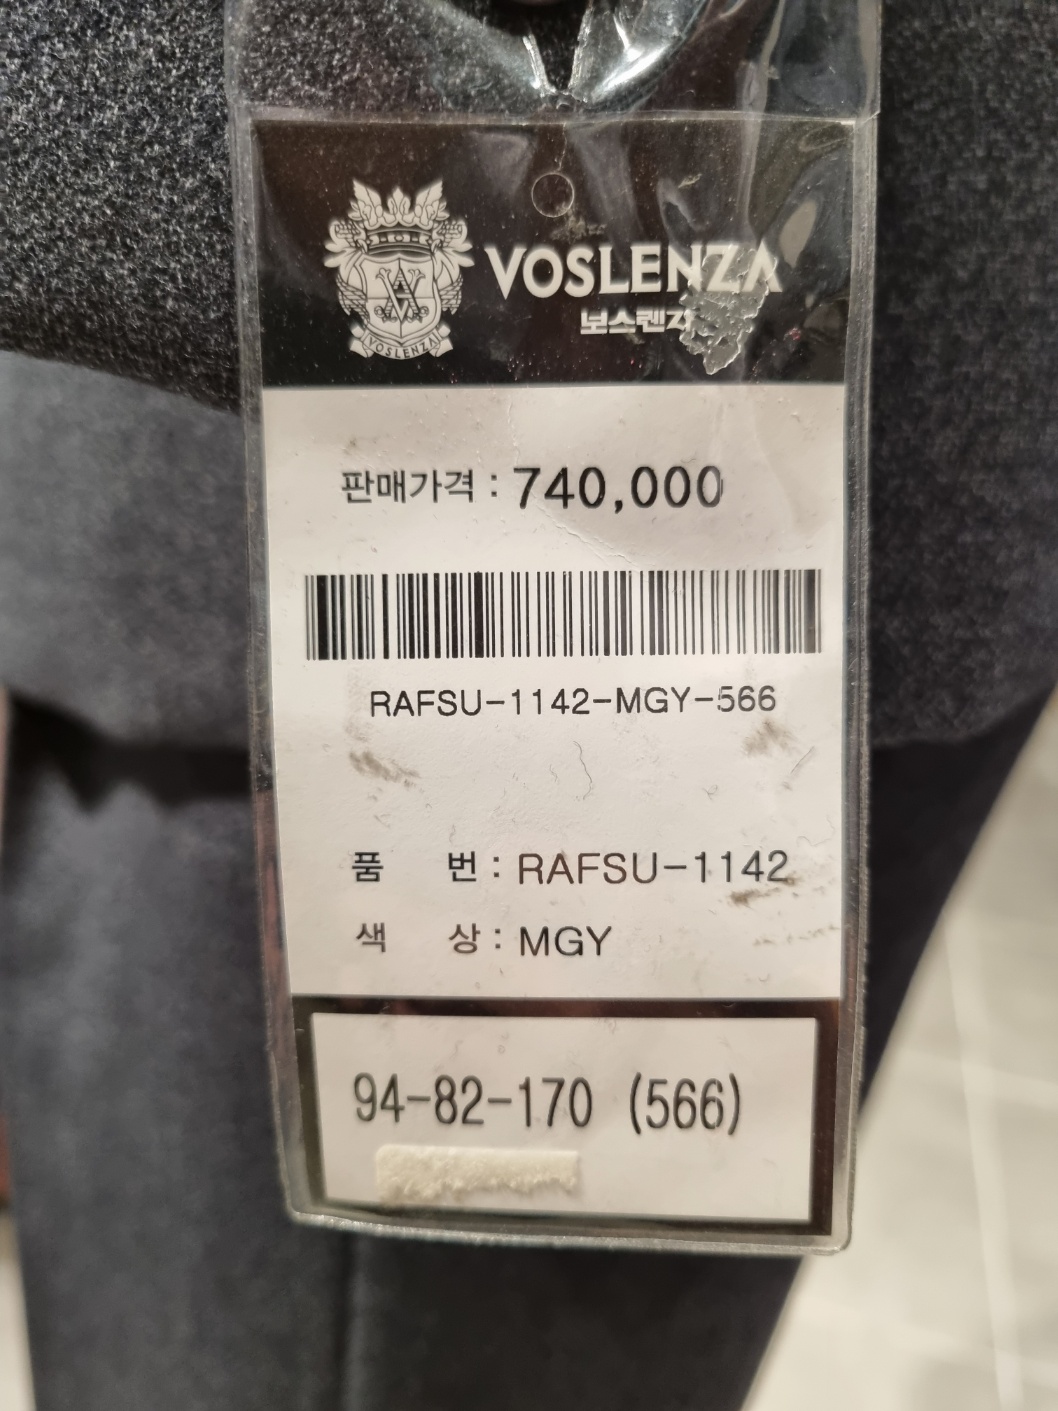 VOSLENZA
보스렌자
VOSLENZA
판매가격 : 740,000
RAFSU-1142-MGY-566
품 번 : RAFSU-1142
색 상 : MGY
94-82-170 (566)